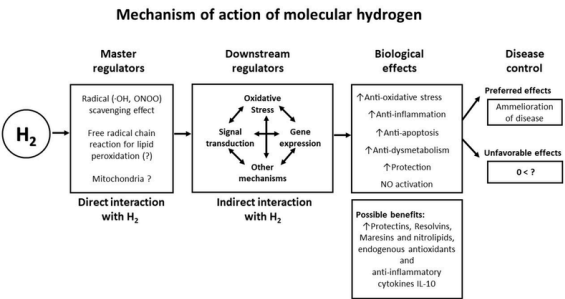 Mechanism of action of molecular hydrogen
Master
regulators
Downstream
regulators
Biological
effects
Disease
control
H₂
Radical (·OH, ONOO)
scavenging effect
Free radical chain
reaction for lipid
peroxidation (?)
Mitochondria ?
Direct interaction
with H₂
Oxidative
Stress
Signal
transduction
Gene
expression
Other
mechanisms
Indirect interaction
with H₂
↑Anti-oxidative stress
↑Anti-inflammation
↑Anti-apoptosis
↑Anti-dysmetabolism
↑Protection
NO activation
Possible benefits:
↑Protectins, Resolvins,
Maresins and nitrolipids,
endogenous antioxidants
and
anti-inflammatory
cytokines IL-10
Preferred effects
Ammelioration
of disease
Unfavorable effects
0 < ?